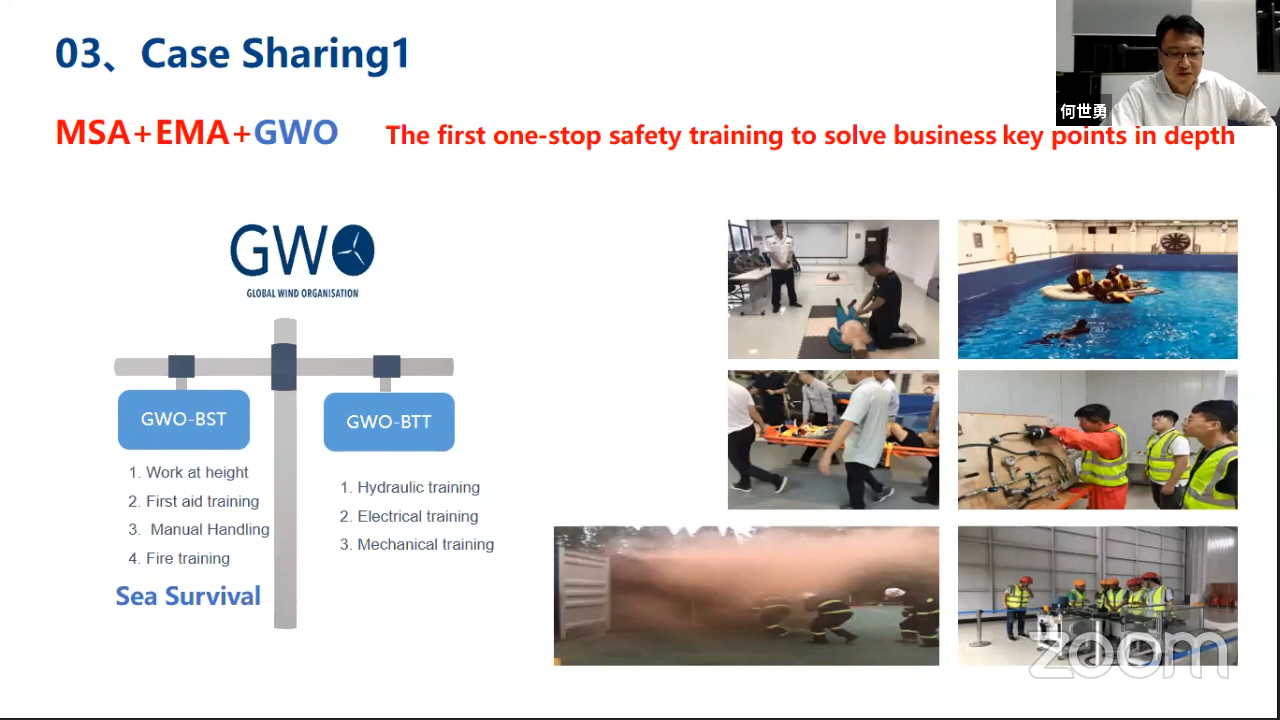 03、Case Sharing1
何世勇
MSA+EMA+GWO
The first one-stop safety training to solve business key points in depth
GWO
GLOBAL WIND ORGANISATION
GWO-BST
GWO-BTT
1. Work at height
2. First aid training
3. Manual Handling
4. Fire training
Sea Survival
1. Hydraulic training
2. Electrical training
3. Mechanical training
zoom